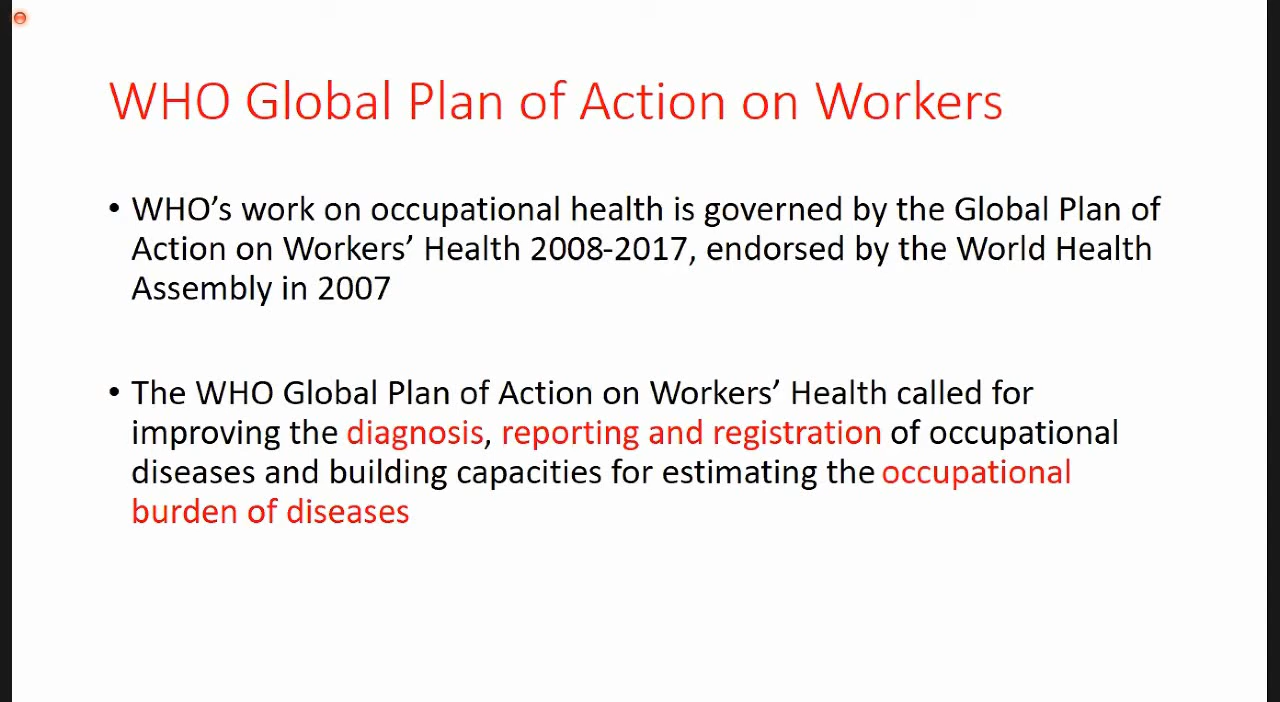 WHO Global Plan of Action on Workers
• WHO’s work on occupational health is governed by the Global Plan of
Action on Workers’ Health 2008-2017, endorsed by the World Health
Assembly in 2007
• The WHO Global Plan of Action on Workers’ Health called for
improving the diagnosis, reporting and registration of occupational
diseases and building capacities for estimating the occupational
burden of diseases